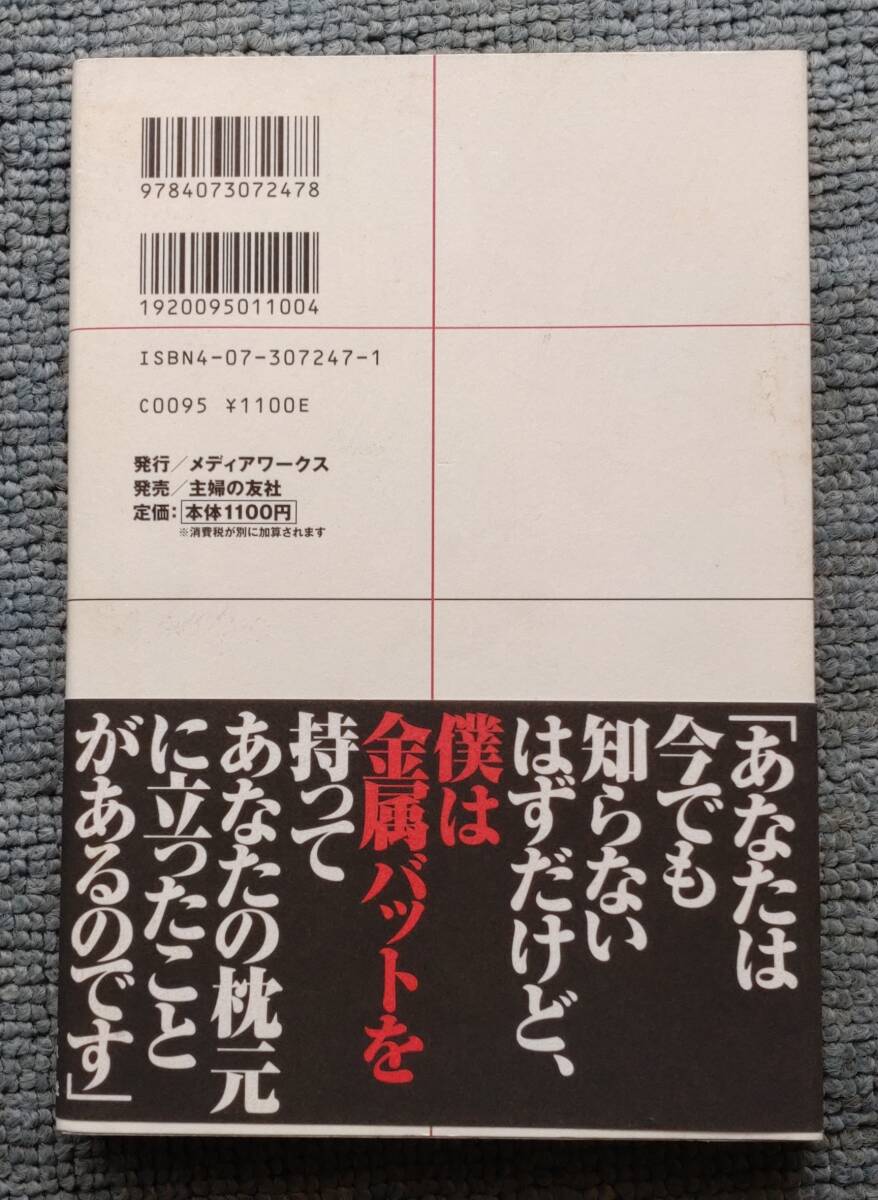 9784073072478
1920095011004
ISBN4-07-307247-1
C0095 ¥1100E
発行/メディアワークス
発売/主婦の友社
定価: 本体1100円
※消費税が別に加算されます
「あなたは
今でも
知らない
はずだけど、
僕は
金属バットを
持って
あなたの枕元
に立ったこと
があるのです」